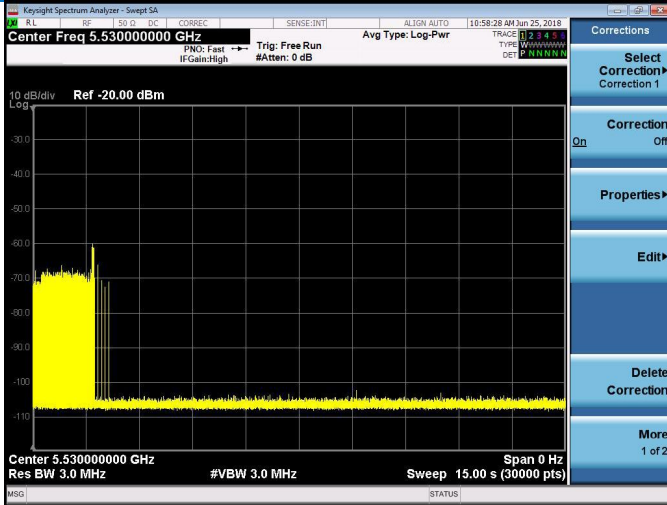 Keysight Spectrum Analyzer - Swept SA
RL RF 50 Ω DC CORREC SENSE:INT ALIGN AUTO 10:58:28 AM Jun 25, 2018
Center Freq 5.530000000 GHz
PNO: Fast
IFGain:High
Trig: Free Run
#Atten: 0 dB
Avg Type: Log-Pwr
TRACE 1 2 3 4 5 6
TYPE WWWWWW
DET P NNNNN
Corrections
Select
Correction
Correction 1
Correction
On Off
Properties
Edit
Delete
Correction
More
1 of 2
10 dB/div Ref -20.00 dBm
Log
-30.0
-40.0
-50.0
-60.0
-70.0
-80.0
-90.0
-100
-110
Center 5.530000000 GHz Span 0 Hz
Res BW 3.0 MHz #VBW 3.0 MHz Sweep 15.00 s (30000 pts)
MSG STATUS